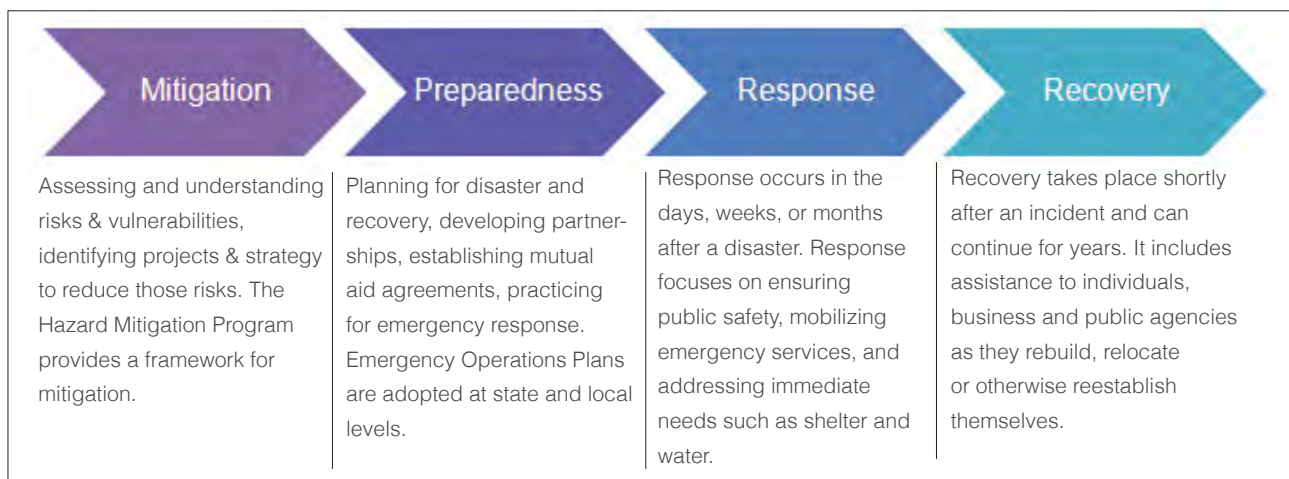 Mitigation
Preparedness
Response
Recovery
Assessing and understanding
risks & vulnerabilities,
identifying projects & strategy
to reduce those risks. The
Hazard Mitigation Program
provides a framework for
mitigation.
Planning for disaster and
recovery, developing partner-
ships, establishing mutual
aid agreements, practicing
for emergency response.
Emergency Operations Plans
are adopted at state and local
levels.
Response occurs in the
days, weeks, or months
after a disaster. Response
focuses on ensuring
public safety, mobilizing
emergency services, and
addressing immediate
needs such as shelter and
water.
Recovery takes place shortly
after an incident and can
continue for years. It includes
assistance to individuals,
business and public agencies
as they rebuild, relocate
or otherwise reestablish
themselves.